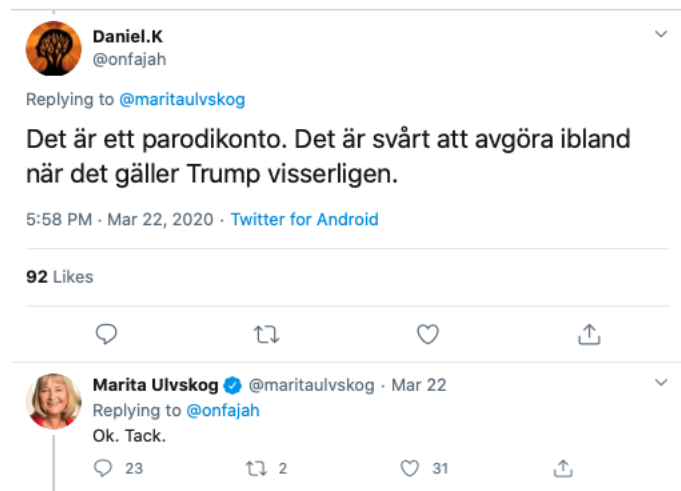 Daniel.K
@onfajah
Replying to @maritaulvskog
Det är ett parodikonto. Det är svårt att avgöra ibland
när det gäller Trump visserligen.
5:58 PM · Mar 22, 2020 · Twitter for Android
92 Likes
Marita Ulvskog @maritaulvskog · Mar 22
Replying to @onfajah
Ok. Tack.
23 2 31